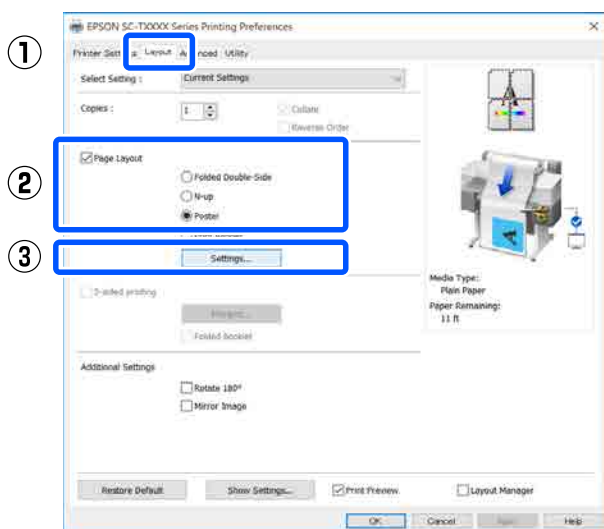 EPSON SC-TXXXX Series Printing Preferences
①
Layout
Utility
Select Setting :
Current Settings
Copies :
1
Collate
Reverse Order
②
Page Layout
Folded Double-Side
N-up
Poster
③
Settings...
Media Type:
Plain Paper
Paper Remaining:
11 ft
2-sided printing
Folded booklet
Additional Settings
Rotate 180°
Mirror Image
Restore Default
Show Settings...
Print Preview
Layout Manager
OK
Cancel
Help